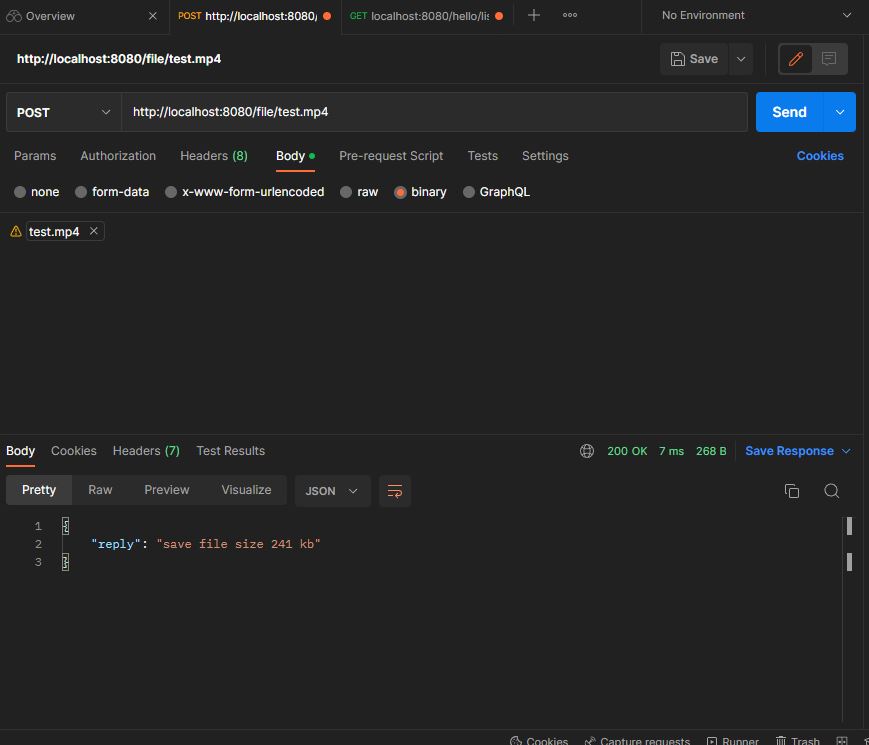 Overview POST http://localhost:8080/ GET localhost:8080/hello/lis No Environment
http://localhost:8080/file/test.mp4 Save
POST http://localhost:8080/file/test.mp4 Send
Params Authorization Headers (8) Body Pre-request Script Tests Settings Cookies
none form-data x-www-form-urlencoded raw binary GraphQL
test.mp4
Body Cookies Headers (7) Test Results 200 OK 7 ms 268 B Save Response
Pretty Raw Preview Visualize JSON
1 {
2 "reply": "save file size 241 kb"
3 }
Cookies Capture requests Runner Trash